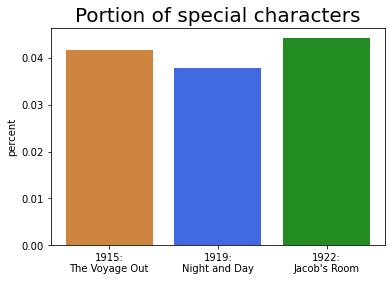 Portion of special characters
percent
0.04
0.03
0.02
0.01
0.00
1915:
The Voyage Out
1919:
Night and Day
1922:
Jacob's Room